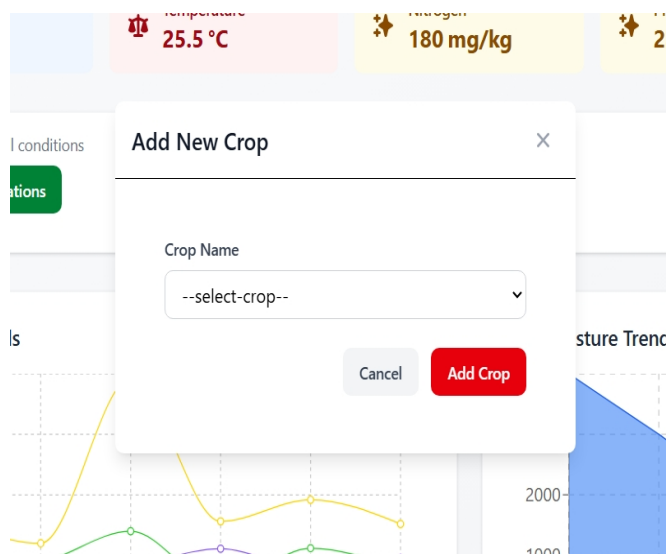 Temperature
25.5 °C
Nitrogen
180 mg/kg
2
l conditions
ations
Add New Crop
Crop Name
--select-crop--
Cancel
Add Crop
ls
sture Trend
2000
1000